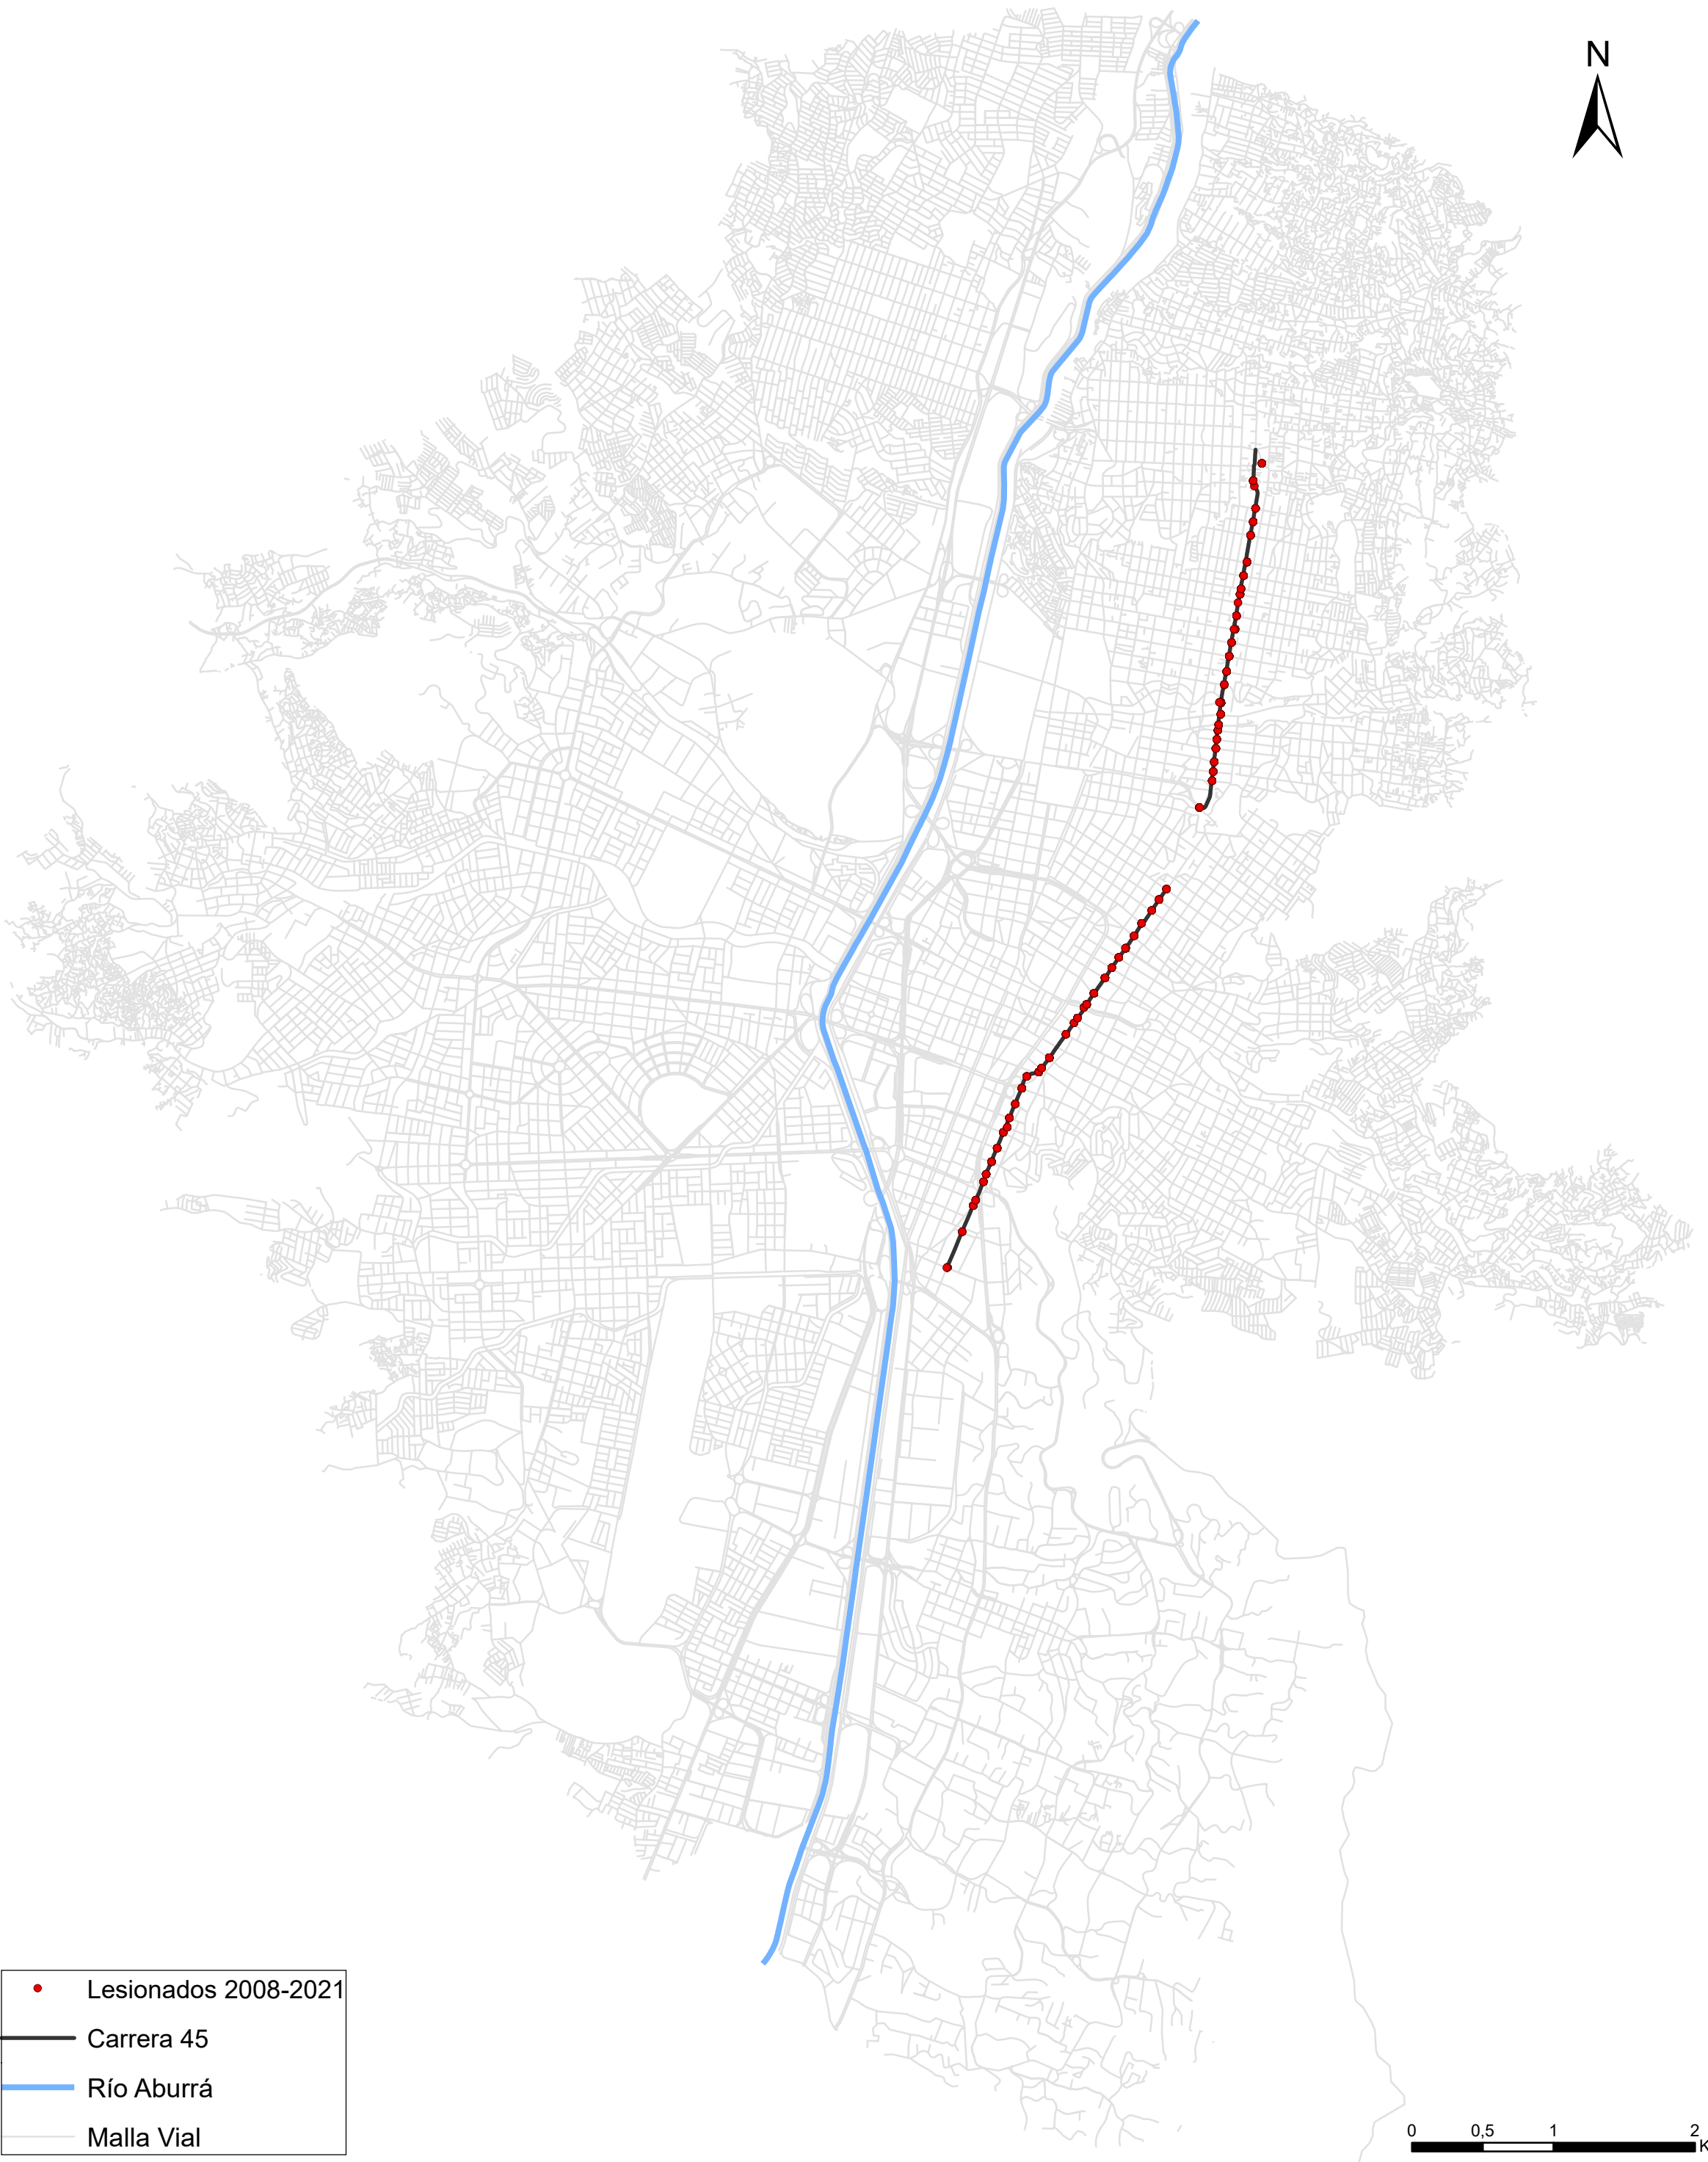 N
Lesionados 2008-2021
Carrera 45
Río Aburrá
Malla Vial
0 0,5 1 2
K